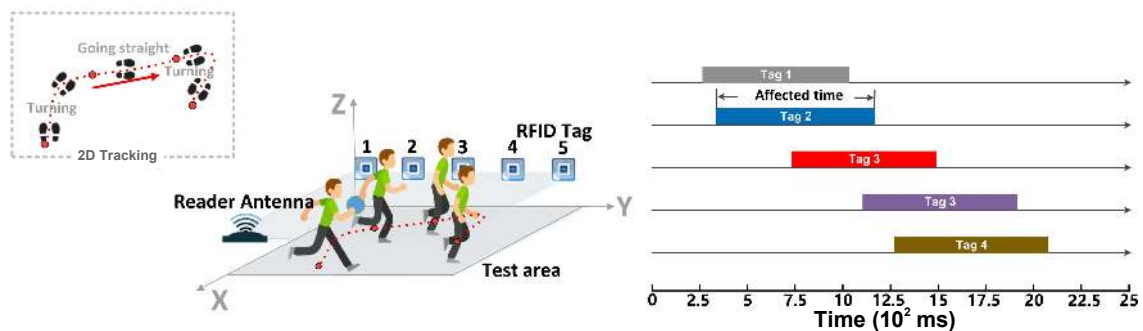 Going straight
Turning
Turning
2D Tracking
Z
RFID Tag
1 2 3 4 5
Reader Antenna
Y
Test area
X
Tag 1
Affected time
Tag 2
Tag 3
Tag 3
Tag 4
0 2.5 7.5 10 12.5 15 17.5 20 22.5 25
Time (10² ms)